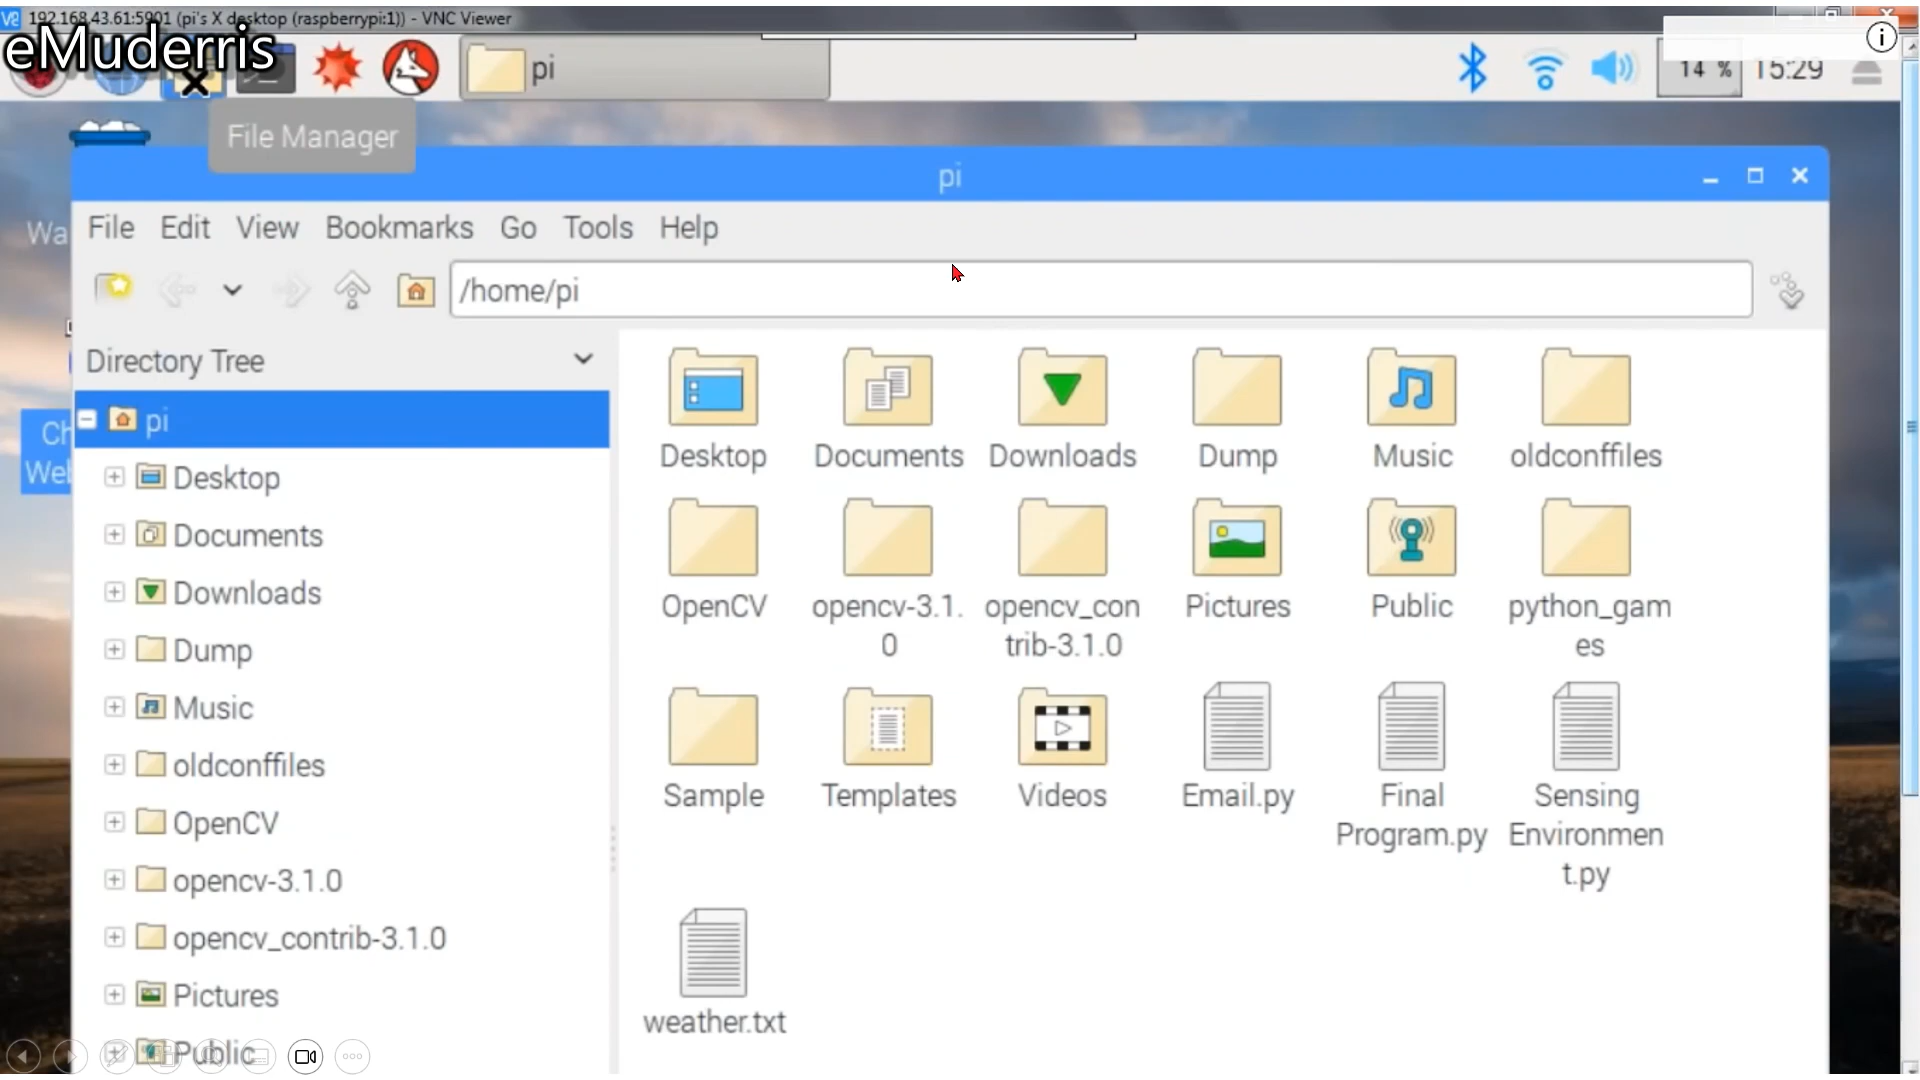 192.168.43.61:5901 (pi's X desktop (raspberrypi:1)) - VNC Viewer
eMuderris
pi
14 %
15:29
File Manager
pi
File Edit View Bookmarks Go Tools Help
/home/pi
Directory Tree
pi
Desktop
Documents
Downloads
Dump
Music
oldconffiles
OpenCV
opencv-3.1.0
opencv_contrib-3.1.0
Pictures
Public
Desktop
Documents
Downloads
Dump
Music
oldconffiles
OpenCV
opencv-3.1.
0
opencv_con
trib-3.1.0
Pictures
Public
python_gam
es
Sample
Templates
Videos
Email.py
Final
Program.py
Sensing
Environmen
t.py
weather.txt
Wa
Ch
Web